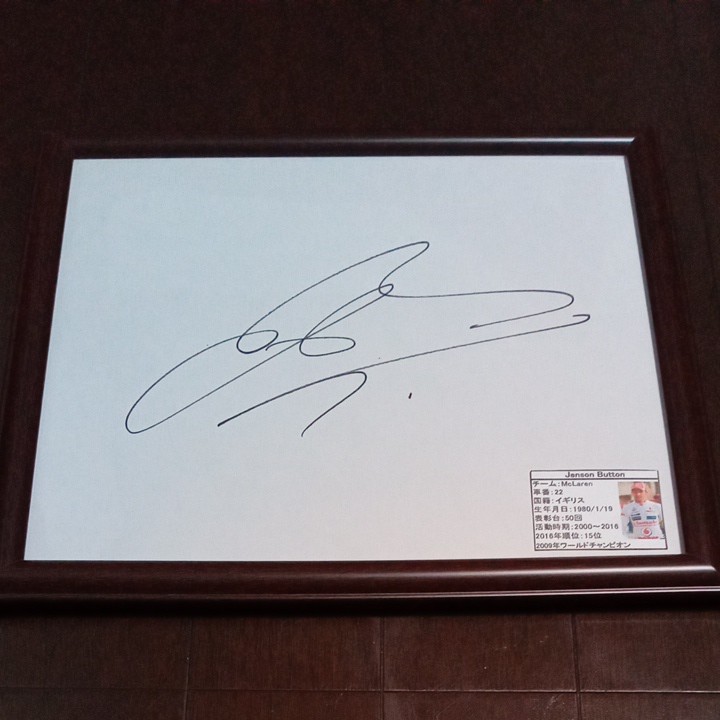 Jenson Button
チーム：McLaren
車番：22
国籍：イギリス
生年月日：1980/1/19
表彰台：50回
活動時期：2000～2016
2016年順位：15位
2009年ワールドチャンピオン